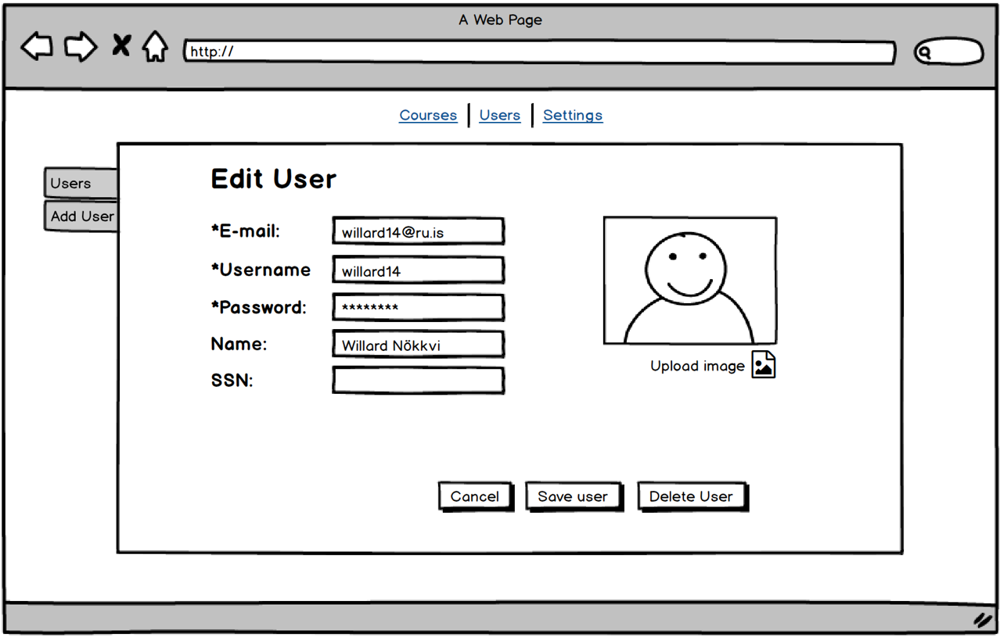 A Web Page
http://
Courses | Users | Settings
Users
Add User
Edit User
*E-mail: willard14@ru.is
*Username willard14
*Password: ********
Name: Willard Nökkvi
SSN:
Upload image
Cancel Save user Delete User